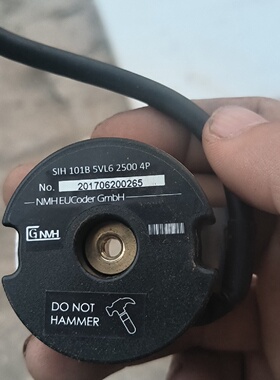 SIH 101B 5VL6 2500 4P
No. 201706200265
NMH EUCoder GmbH
G NMH
DO NOT
HAMMER